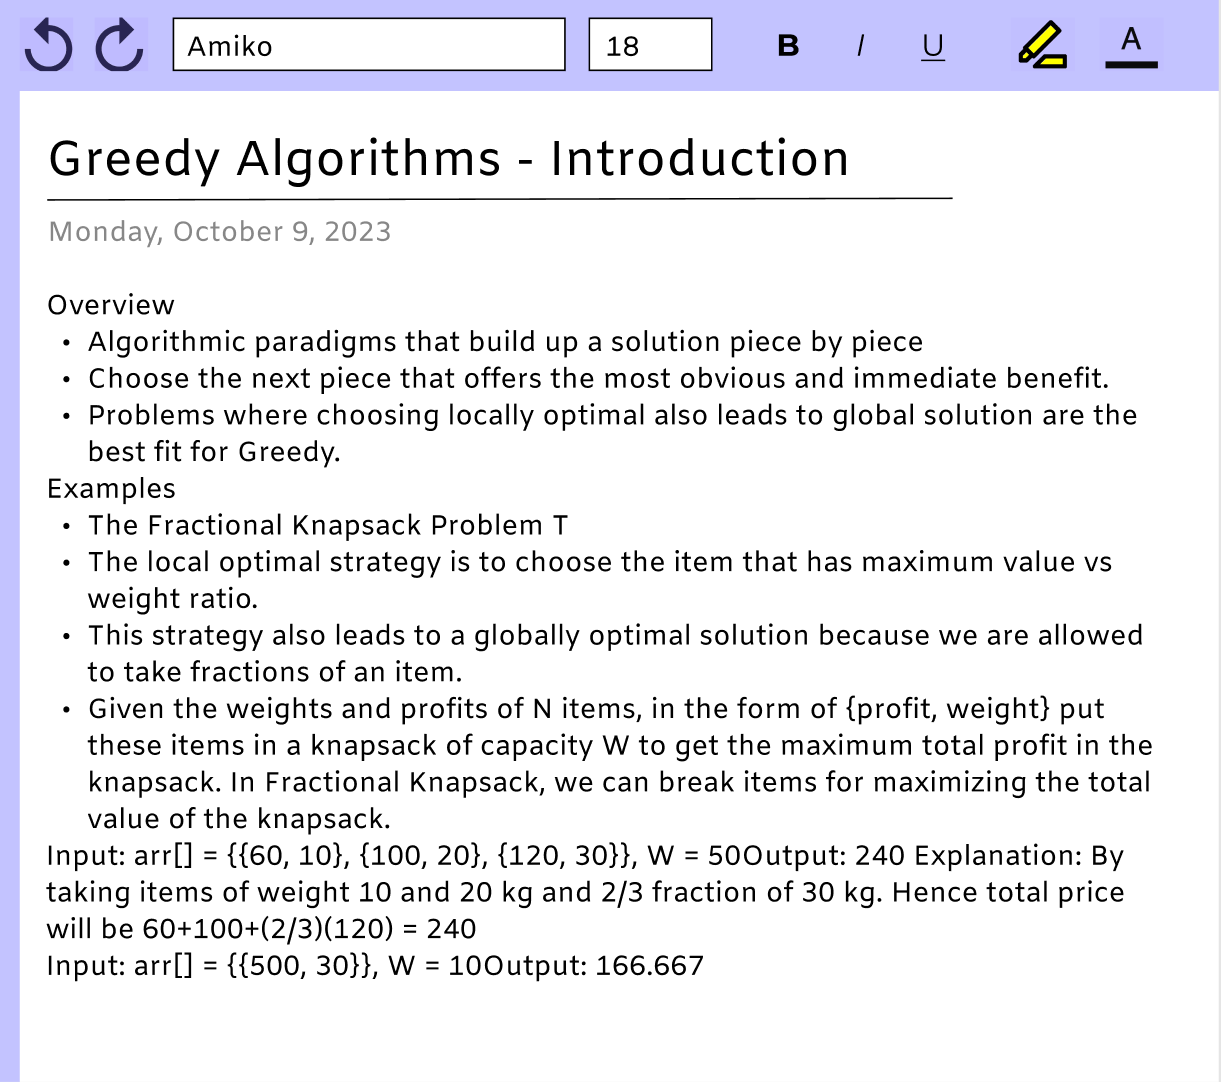 Amiko 18 B I U A
Greedy Algorithms - Introduction
Monday, October 9, 2023
Overview
• Algorithmic paradigms that build up a solution piece by piece
• Choose the next piece that offers the most obvious and immediate benefit.
• Problems where choosing locally optimal also leads to global solution are the
best fit for Greedy.
Examples
• The Fractional Knapsack Problem T
• The local optimal strategy is to choose the item that has maximum value vs
weight ratio.
• This strategy also leads to a globally optimal solution because we are allowed
to take fractions of an item.
• Given the weights and profits of N items, in the form of {profit, weight} put
these items in a knapsack of capacity W to get the maximum total profit in the
knapsack. In Fractional Knapsack, we can break items for maximizing the total
value of the knapsack.
Input: arr[] = {{60, 10}, {100, 20}, {120, 30}}, W = 50Output: 240 Explanation: By
taking items of weight 10 and 20 kg and 2/3 fraction of 30 kg. Hence total price
will be 60+100+(2/3)(120) = 240
Input: arr[] = {{500, 30}}, W = 10Output: 166.667